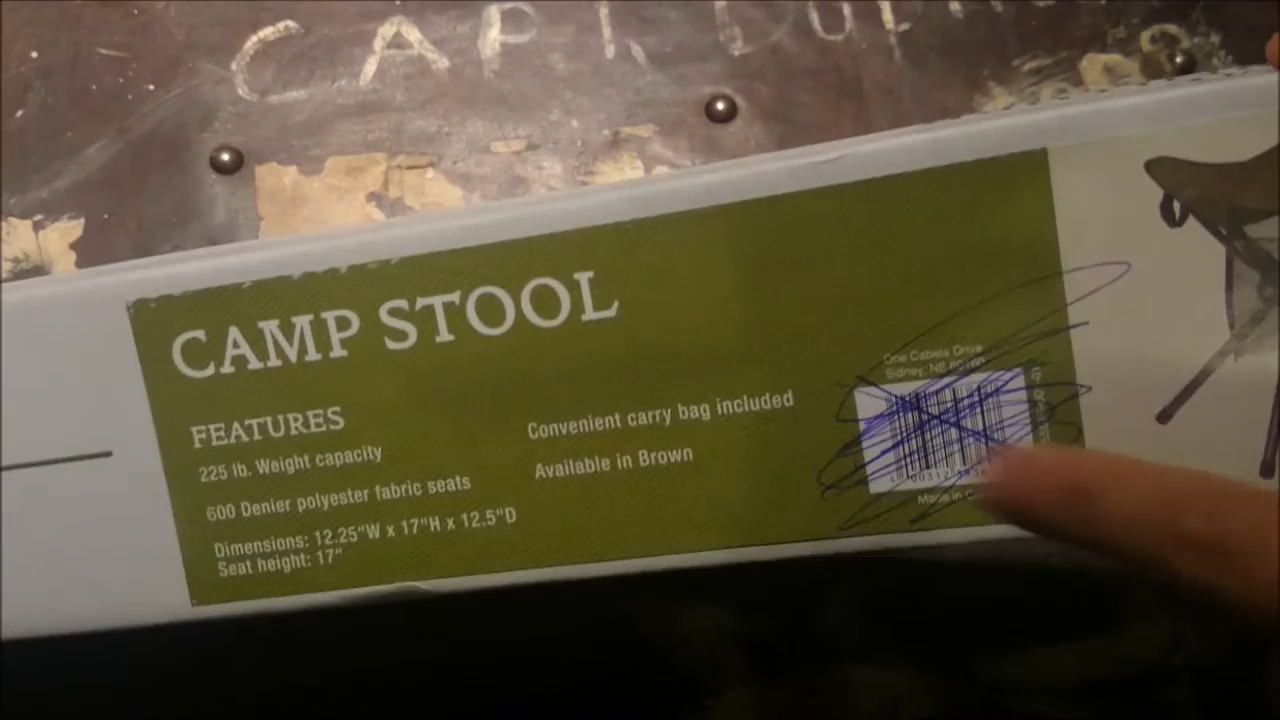 CAMP STOOL
FEATURES
225 lb. Weight capacity
600 Denier polyester fabric seats
Dimensions: 12.25"W x 17"H x 12.5"D
Seat height: 17"
Convenient carry bag included
Available in Brown
One Cabela Drive
Sidney, NE
Made in